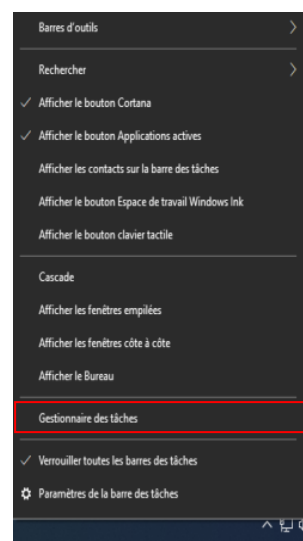 Barres d'outils
Rechercher
Afficher le bouton Cortana
Afficher le bouton Applications actives
Afficher les contacts sur la barre des tâches
Afficher le bouton Espace de travail Windows Ink
Afficher le bouton clavier tactile
Cascade
Afficher les fenêtres empilées
Afficher les fenêtres côte à côte
Afficher le Bureau
Gestionnaire des tâches
Verrouiller toutes les barres des tâches
Paramètres de la barre des tâches